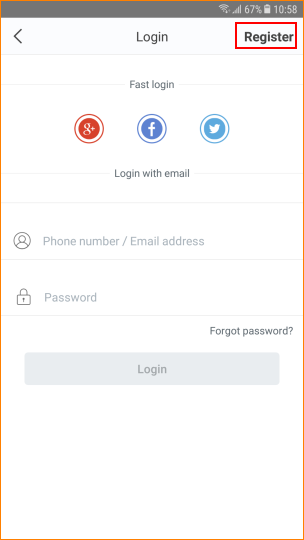 67% 10:58
Login Register
Fast login
Login with email
Phone number / Email address
Password
Forgot password?
Login